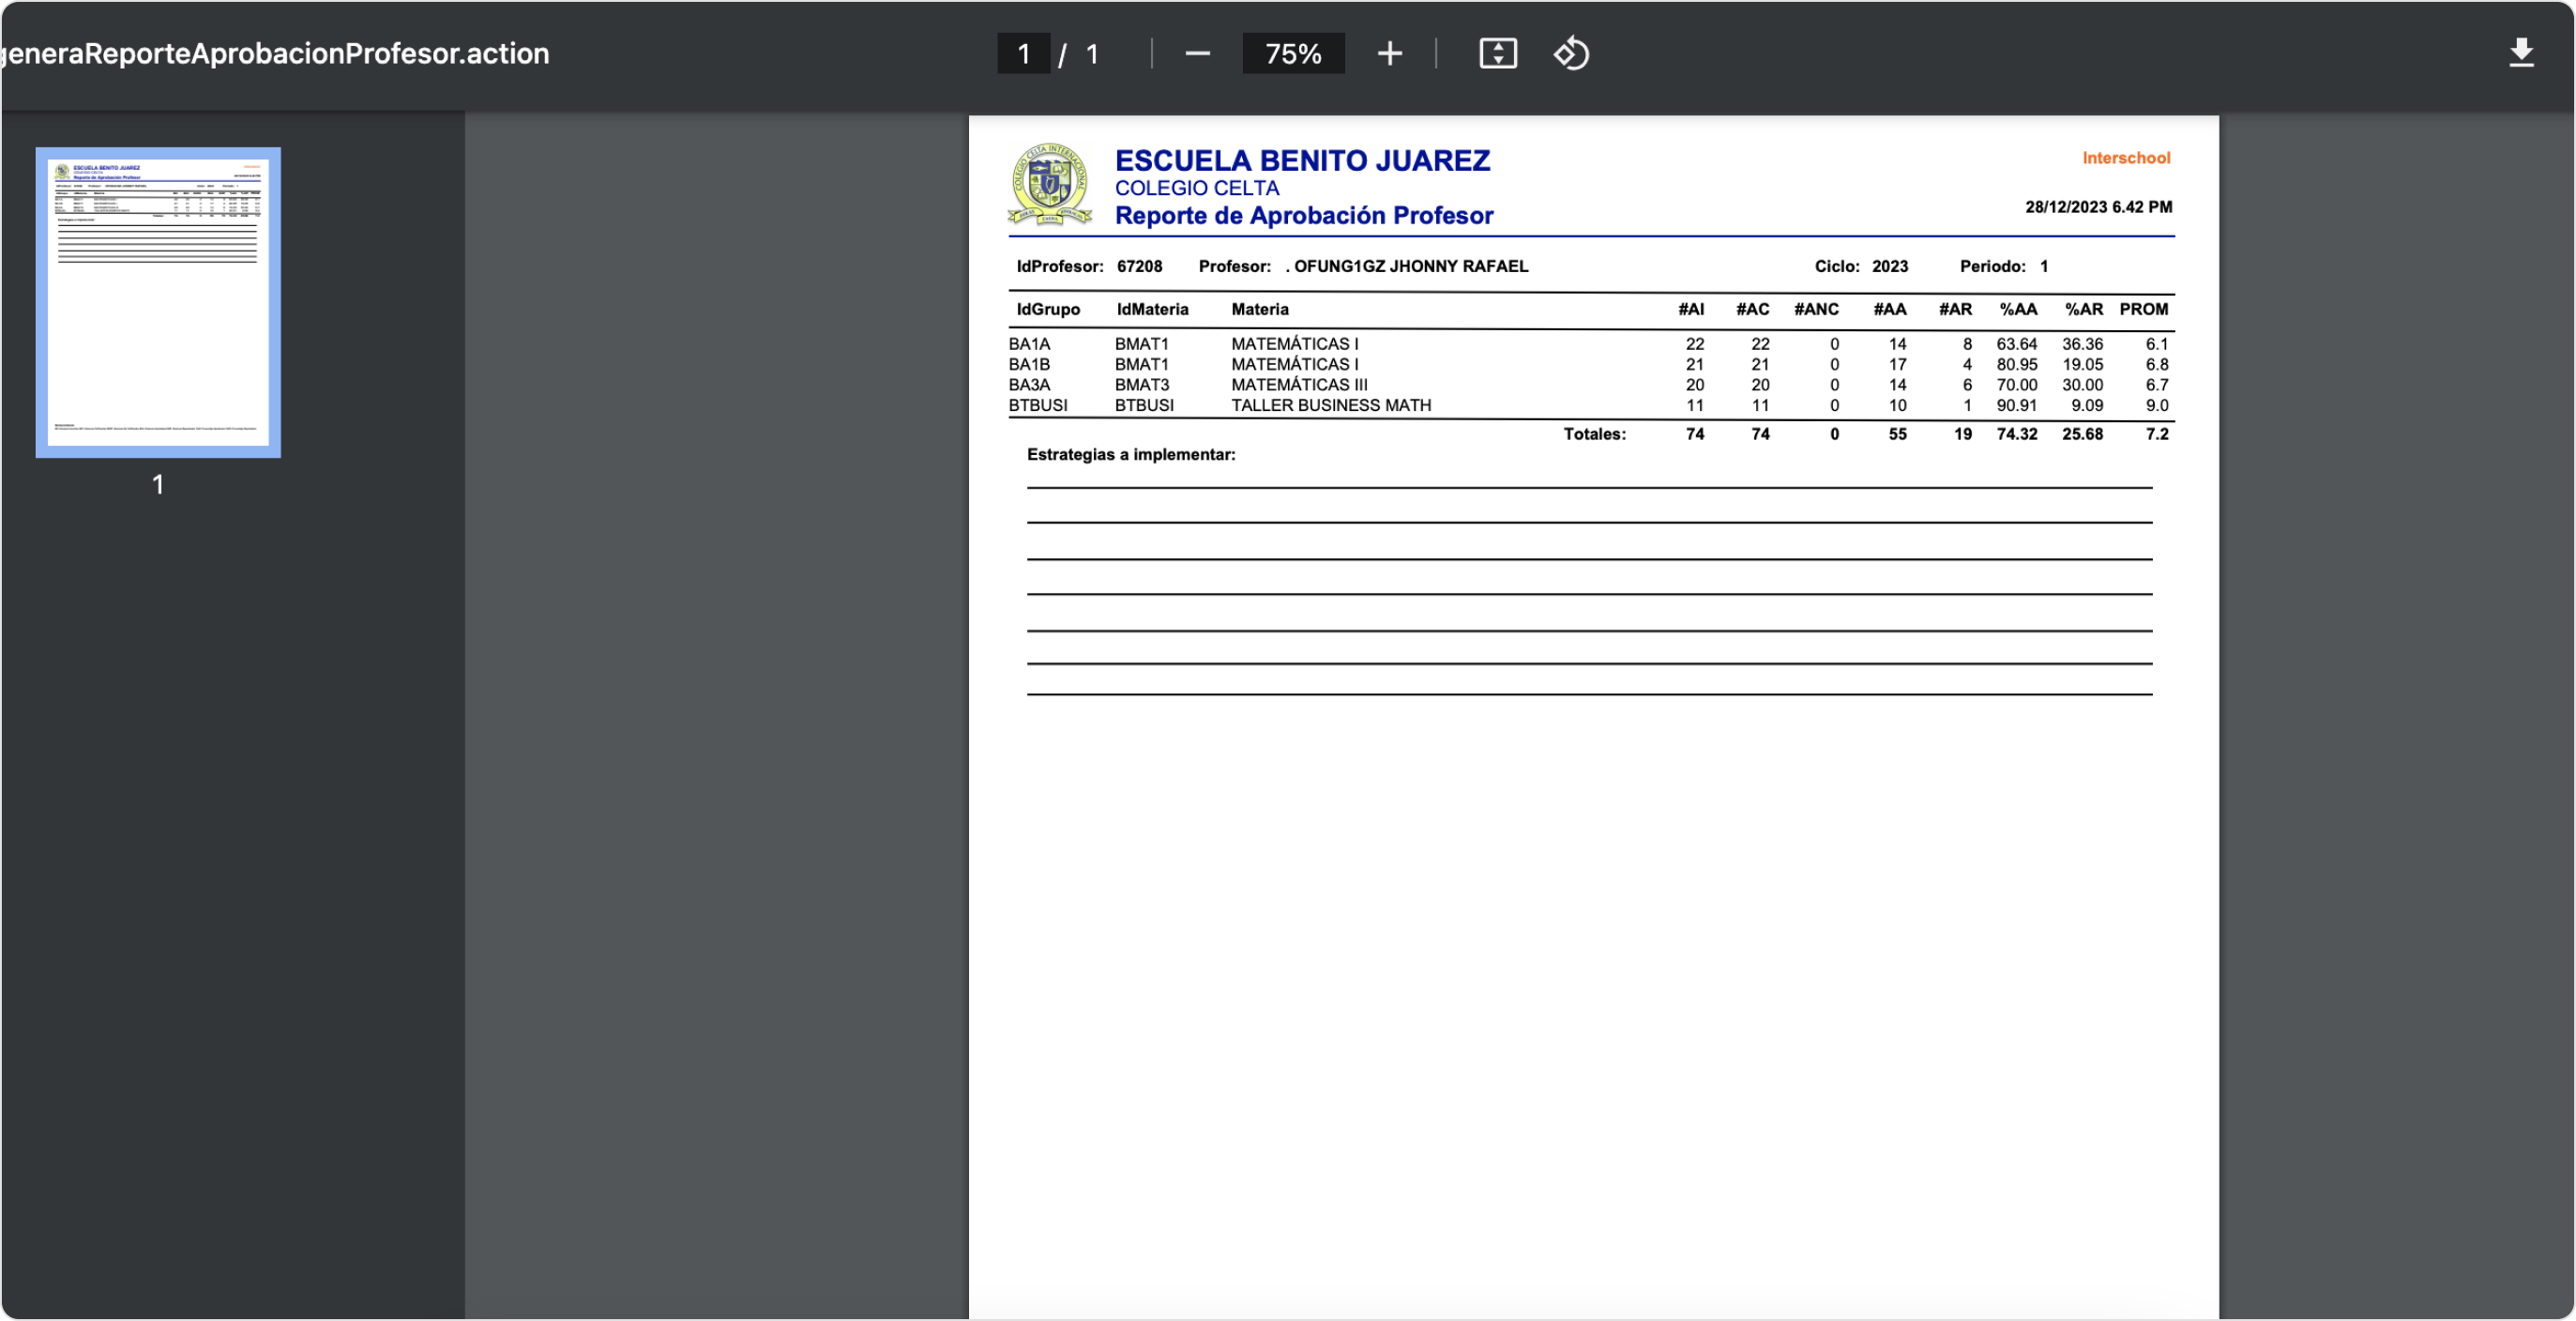 generaReporteAprobacionProfesor.action
1 / 1
75%
1
COLEGIO CELTA INTERNACIONAL
ESCUELA BENITO JUAREZ
COLEGIO CELTA
Reporte de Aprobación Profesor
Interschool
28/12/2023 6.42 PM
IdProfesor: 67208 Profesor: . OFUNG1GZ JHONNY RAFAEL Ciclo: 2023 Periodo: 1
IdGrupo IdMateria Materia #AI #AC #ANC #AA #AR %AA %AR PROM
BA1A BMAT1 MATEMÁTICAS I 22 22 0 14 8 63.64 36.36 6.1
BA1B BMAT1 MATEMÁTICAS I 21 21 0 17 4 80.95 19.05 6.8
BA3A BMAT3 MATEMÁTICAS III 20 20 0 14 6 70.00 30.00 6.7
BTBUSI BTBUSI TALLER BUSINESS MATH 11 11 0 10 1 90.91 9.09 9.0
Totales: 74 74 0 55 19 74.32 25.68 7.2
Estrategias a implementar: